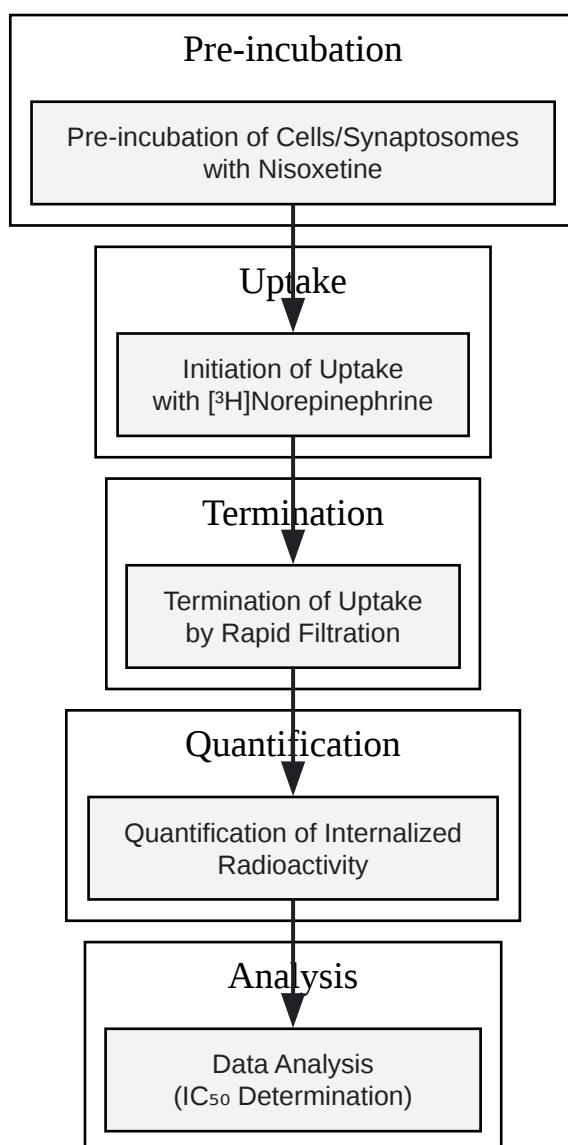 Pre-incubation
Pre-incubation of Cells/Synaptosomes
with Nisoxetine
Uptake
Initiation of Uptake
with [³H]Norepinephrine
Termination
Termination of Uptake
by Rapid Filtration
Quantification
Quantification of Internalized
Radioactivity
Analysis
Data Analysis
(IC₅₀ Determination)